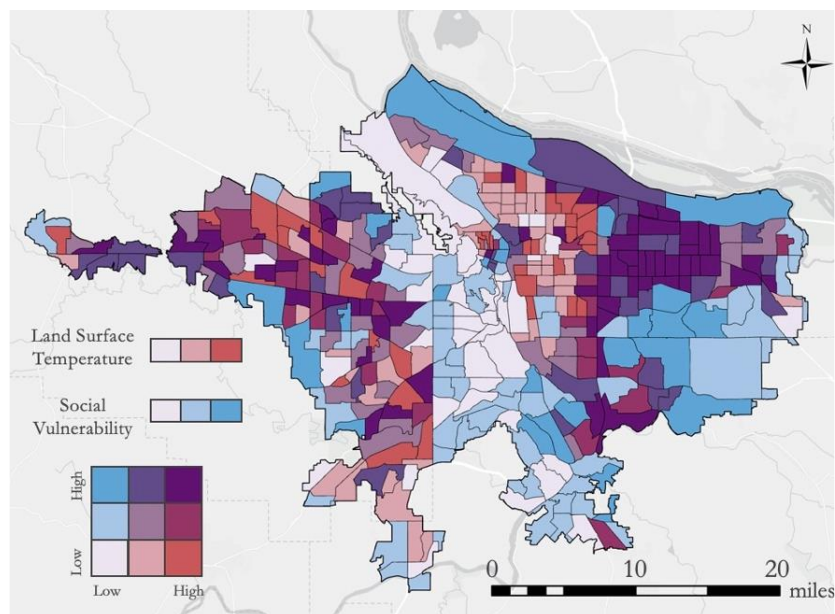 N
Land Surface
Temperature
Social
Vulnerability
High
Low
Low
High
0
10
20
miles